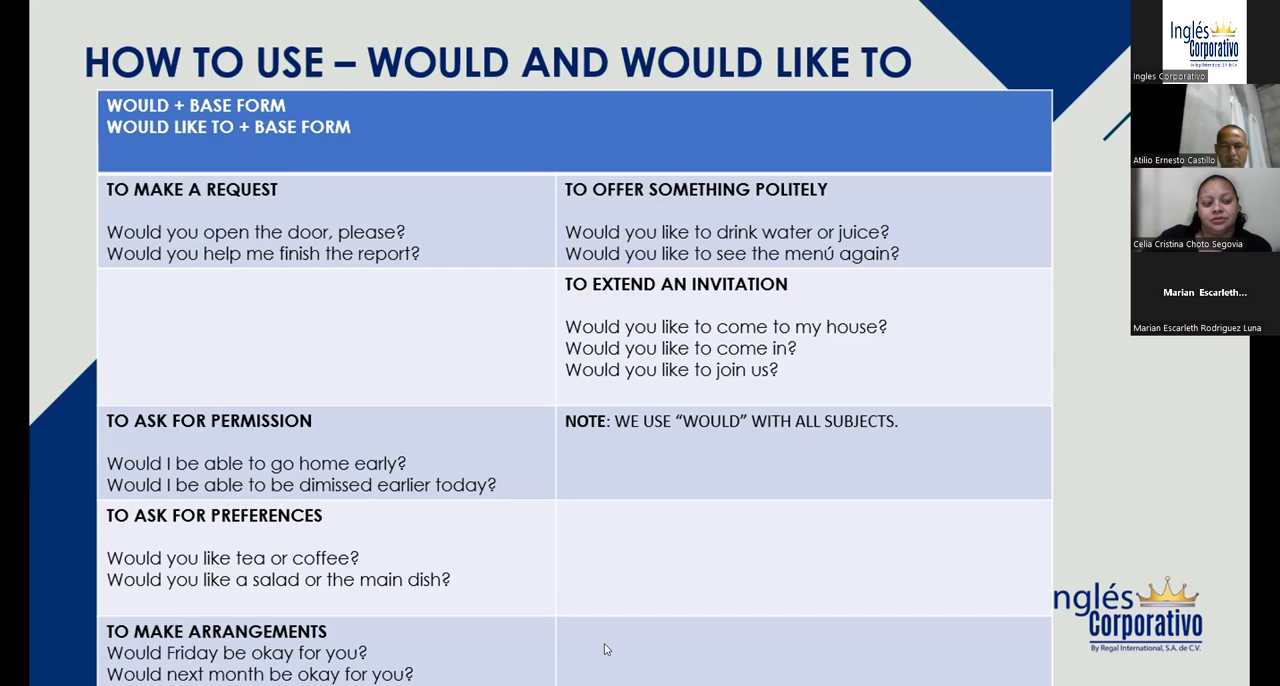 HOW TO USE – WOULD AND WOULD LIKE TO
WOULD + BASE FORM
WOULD LIKE TO + BASE FORM
TO MAKE A REQUEST
Would you open the door, please?
Would you help me finish the report?
TO OFFER SOMETHING POLITELY
Would you like to drink water or juice?
Would you like to see the menú again?
TO EXTEND AN INVITATION
Would you like to come to my house?
Would you like to come in?
Would you like to join us?
TO ASK FOR PERMISSION
Would I be able to go home early?
Would I be able to be dimissed earlier today?
NOTE: WE USE “WOULD” WITH ALL SUBJECTS.
TO ASK FOR PREFERENCES
Would you like tea or coffee?
Would you like a salad or the main dish?
TO MAKE ARRANGEMENTS
Would Friday be okay for you?
Would next month be okay for you?
nglés
Corporativo
By Regal International, S.A. de C.V.
Inglés
Corporativo
By Regal International, S.A. de C.V.
Ingles Corporativo
Atilio Ernesto Castillo
Celia Cristina Choto Segovia
Marian Escarleth...
Marian Escarleth Rodriguez Luna